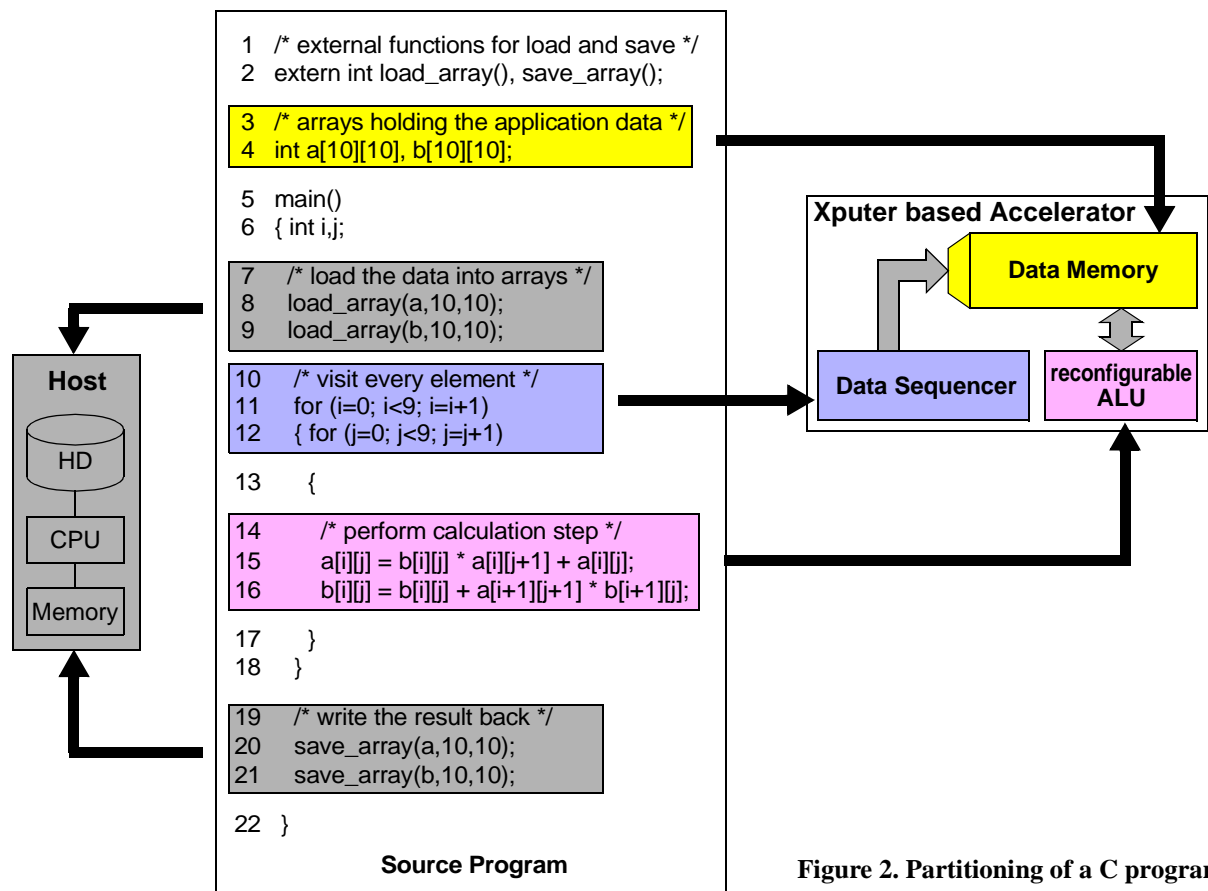 1 /* external functions for load and save */
2 extern int load_array(), save_array();
3 /* arrays holding the application data */
4 int a[10][10], b[10][10];
5 main()
6 { int i,j;
7 /* load the data into arrays */
8 load_array(a,10,10);
9 load_array(b,10,10);
10 /* visit every element */
11 for (i=0; i<9; i=i+1)
12 { for (j=0; j<9; j=j+1)
13 {
14 /* perform calculation step */
15 a[i][j] = b[i][j] * a[i][j+1] + a[i][j];
16 b[i][j] = b[i][j] + a[i+1][j+1] * b[i+1][j];
17 }
18 }
19 /* write the result back */
20 save_array(a,10,10);
21 save_array(b,10,10);
22 }
Source Program
Host
HD
CPU
Memory
Xputer based Accelerator
Data Memory
Data Sequencer
reconfigurable
ALU
Figure 2. Partitioning of a C program